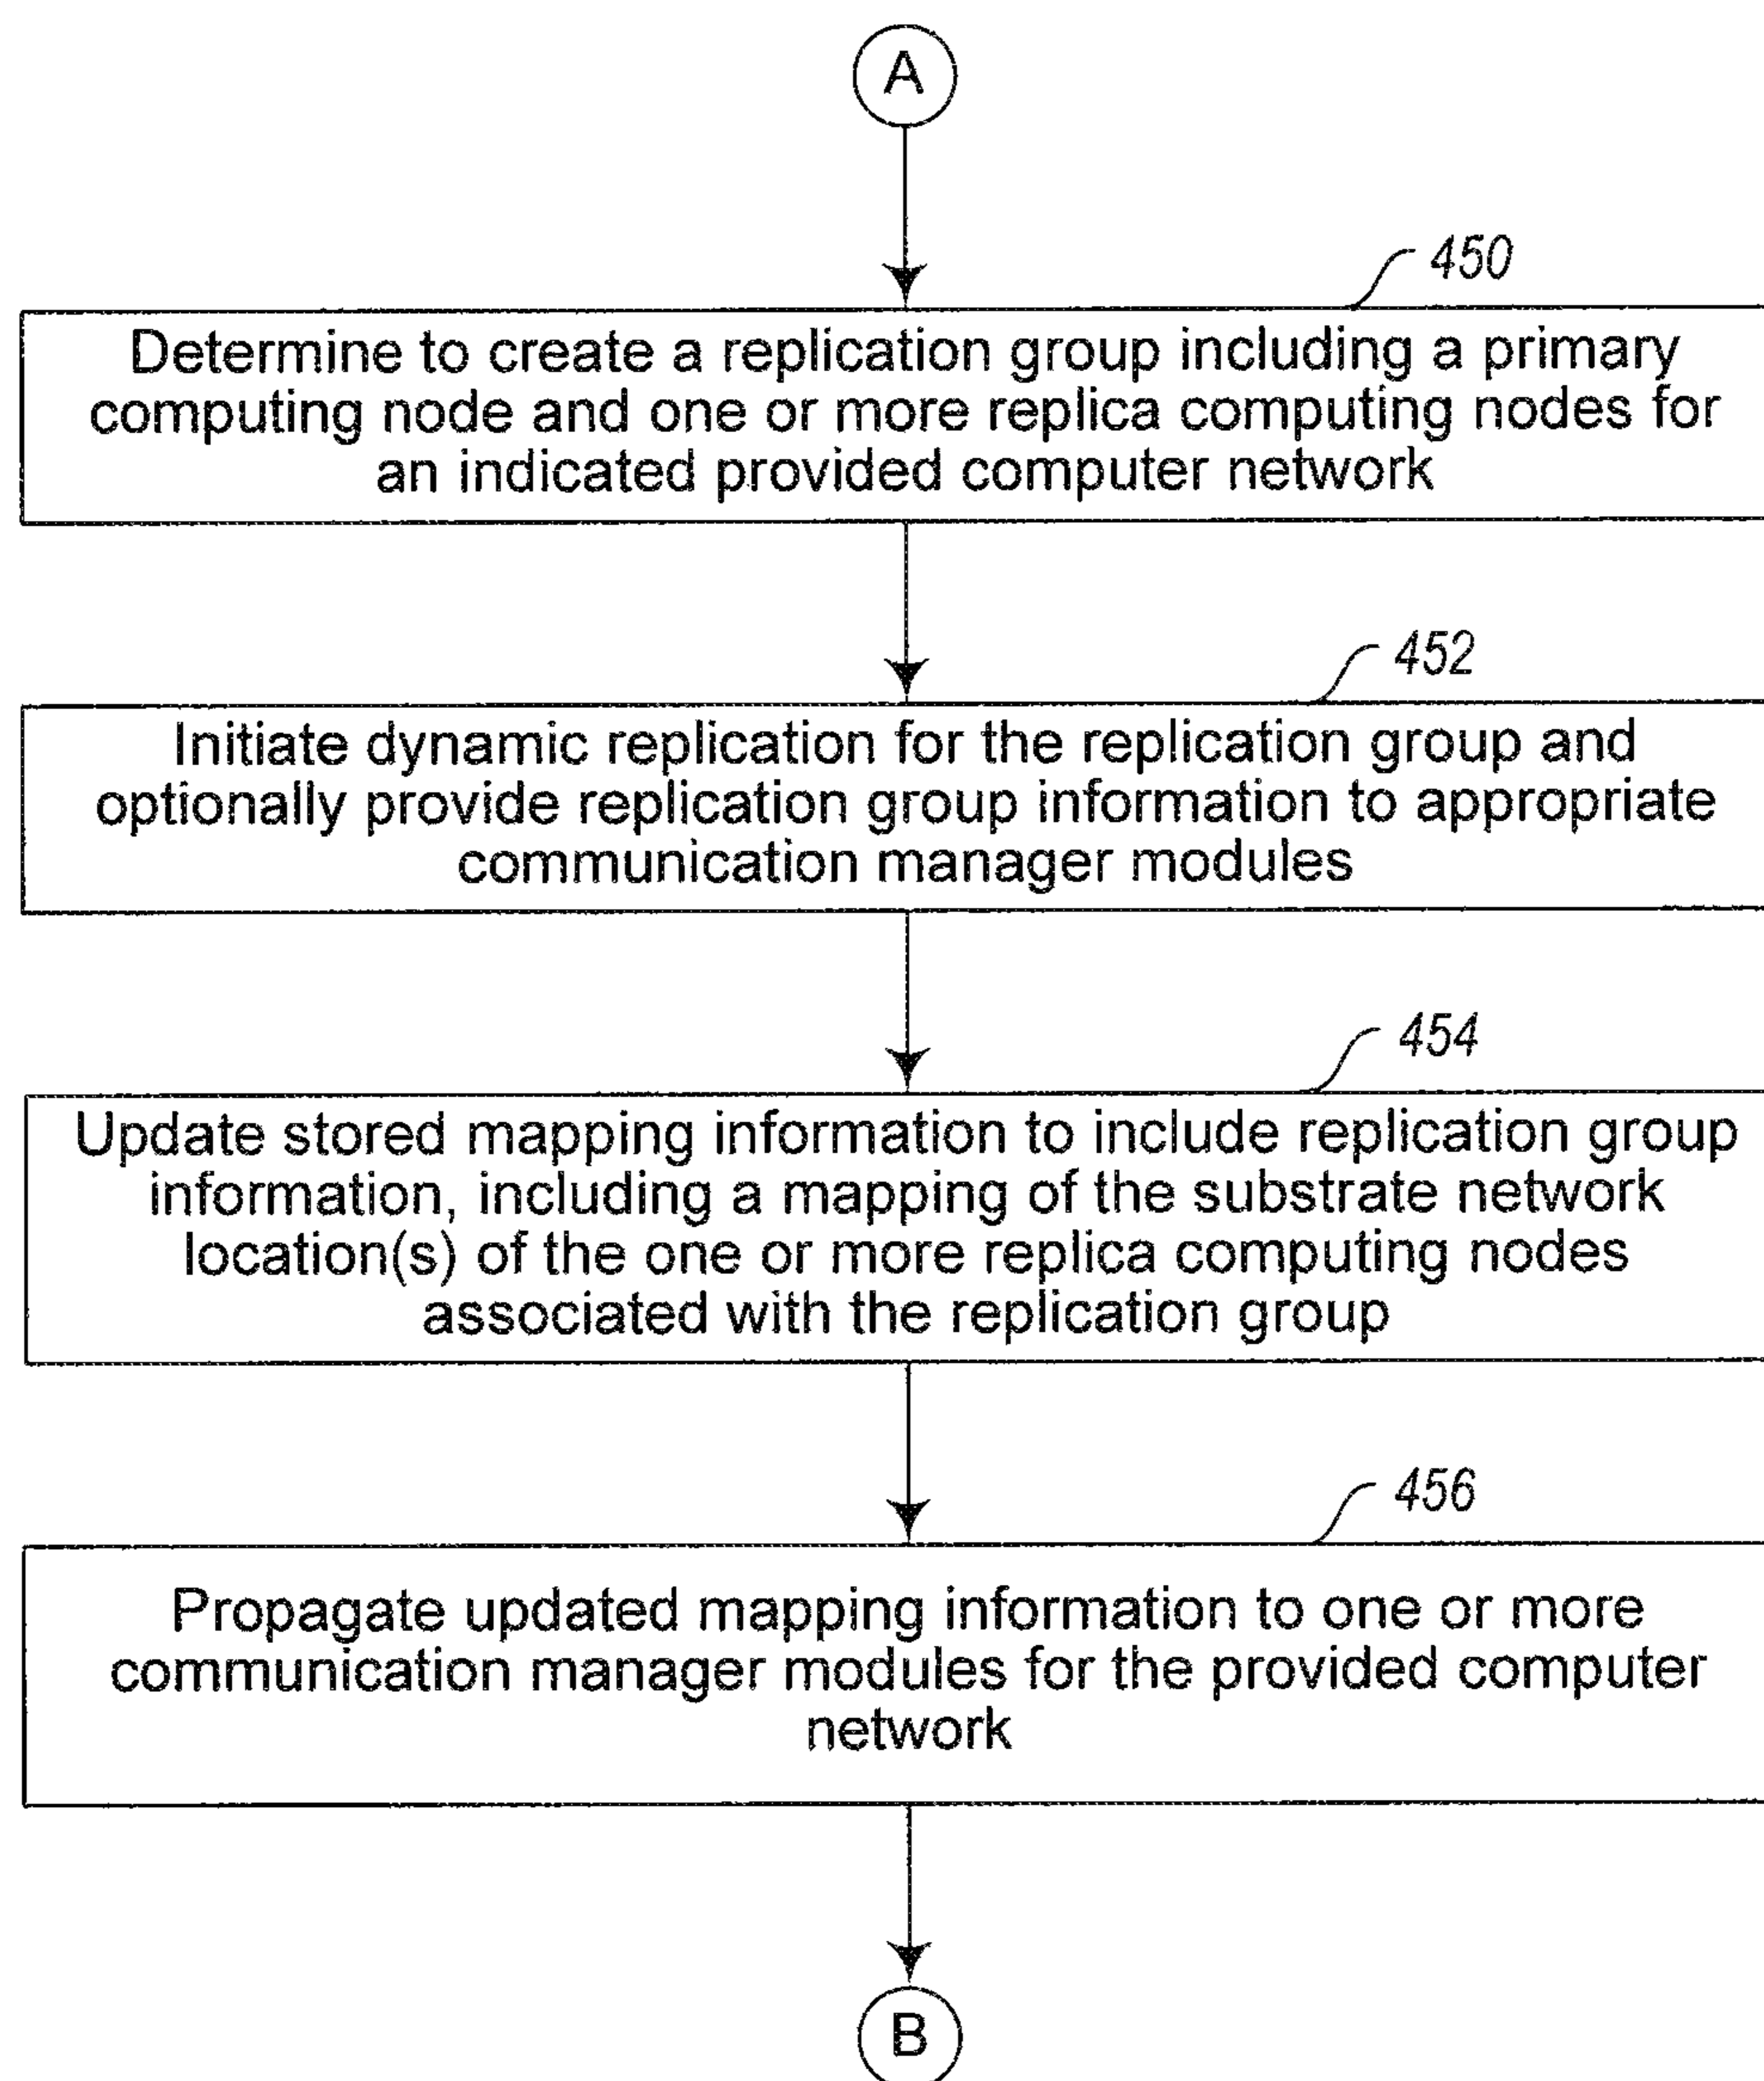 A
450
Determine to create a replication group including a primary
computing node and one or more replica computing nodes for
an indicated provided computer network
452
Initiate dynamic replication for the replication group and
optionally provide replication group information to appropriate
communication manager modules
454
Update stored mapping information to include replication group
information, including a mapping of the substrate network
location(s) of the one or more replica computing nodes
associated with the replication group
456
Propagate updated mapping information to one or more
communication manager modules for the provided computer
network
B